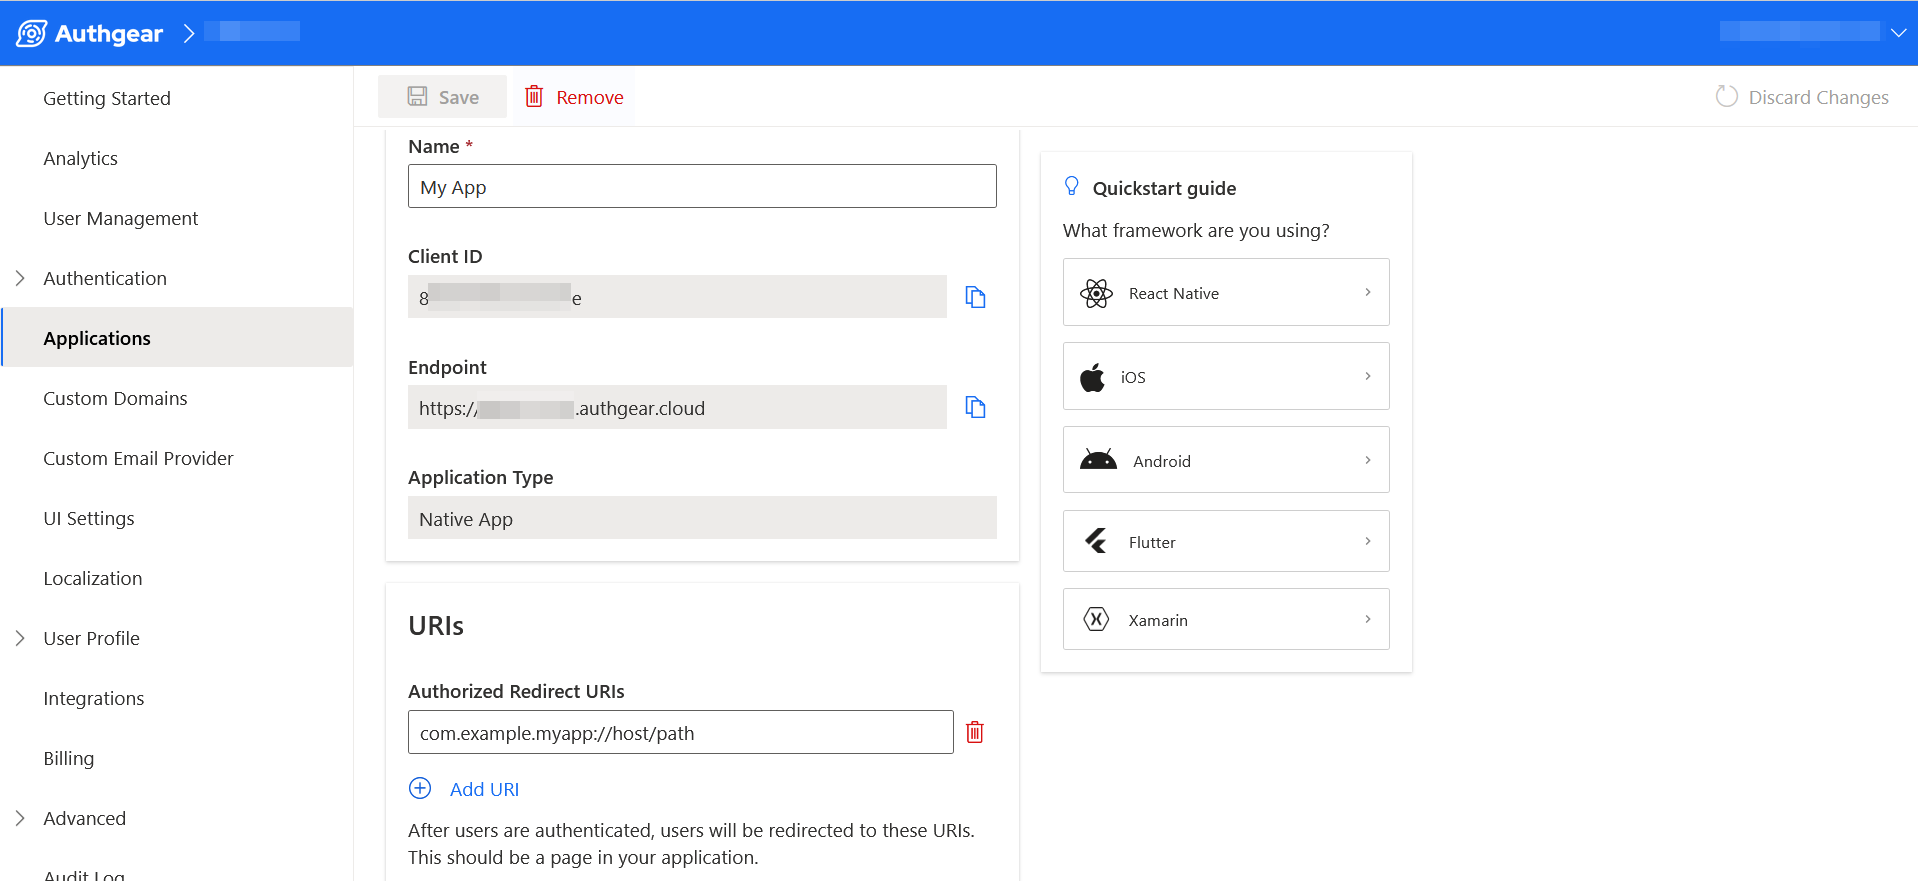 Authgear
Getting Started
Analytics
User Management
Authentication
Applications
Custom Domains
Custom Email Provider
UI Settings
Localization
User Profile
Integrations
Billing
Advanced
Audit Log
Save
Remove
Discard Changes
Name *
My App
Client ID
8 e
Endpoint
https:// .authgear.cloud
Application Type
Native App
URIs
Authorized Redirect URIs
com.example.myapp://host/path
Add URI
After users are authenticated, users will be redirected to these URIs.
This should be a page in your application.
Quickstart guide
What framework are you using?
React Native
iOS
Android
Flutter
Xamarin